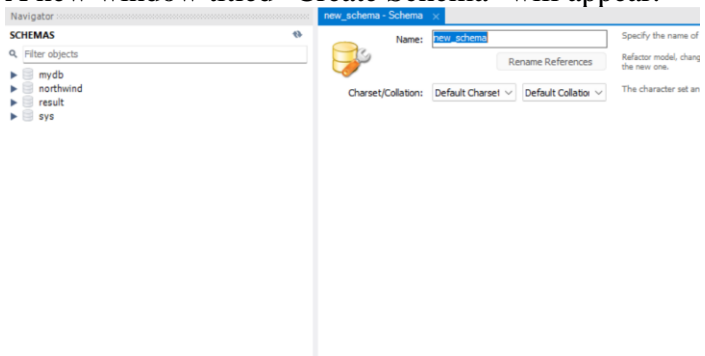 A new window titled "Create Schema" will appear.
Navigator
SCHEMAS
Filter objects
mydb
northwind
result
sys
new_schema - Schema
Name: new_schema
Specify the name of
Rename References
Refactor model, chang
the new one.
Charset/Collation: Default Charset Default Collation
The character set an